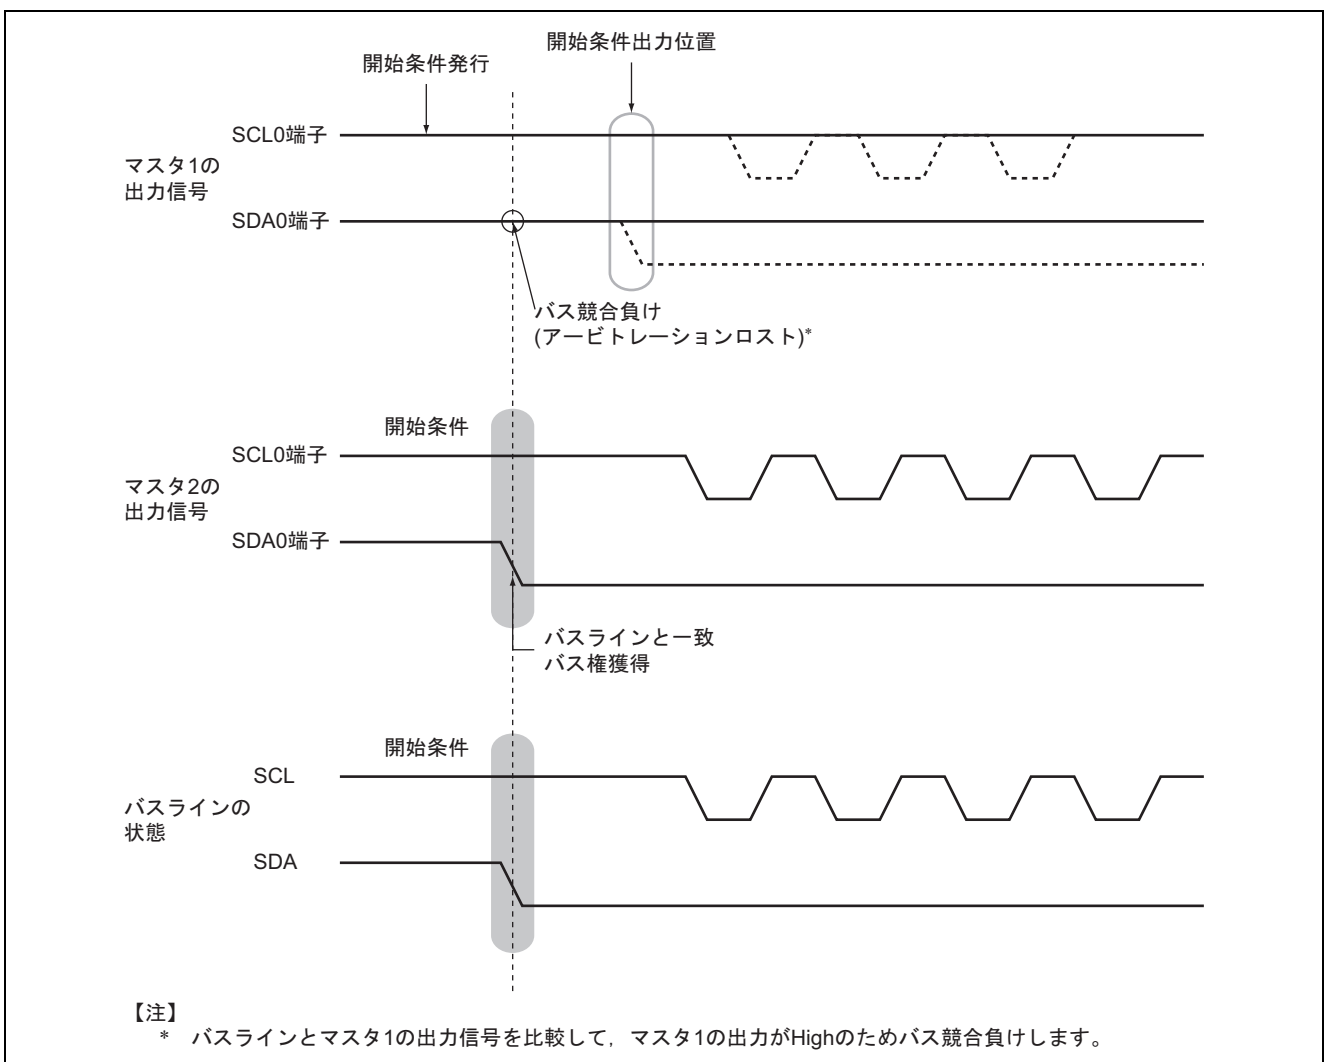 開始条件出力位置
開始条件発行
SCL0端子
マスタ1の
出力信号
SDA0端子
バス競合負け
(アービトレーションロスト)*
開始条件
SCL0端子
マスタ2の
出力信号
SDA0端子
バスラインと一致
バス権獲得
開始条件
SCL
バスラインの
状態
SDA
【注】
* バスラインとマスタ1の出力信号を比較して，マスタ1の出力がHighのためバス競合負けします。